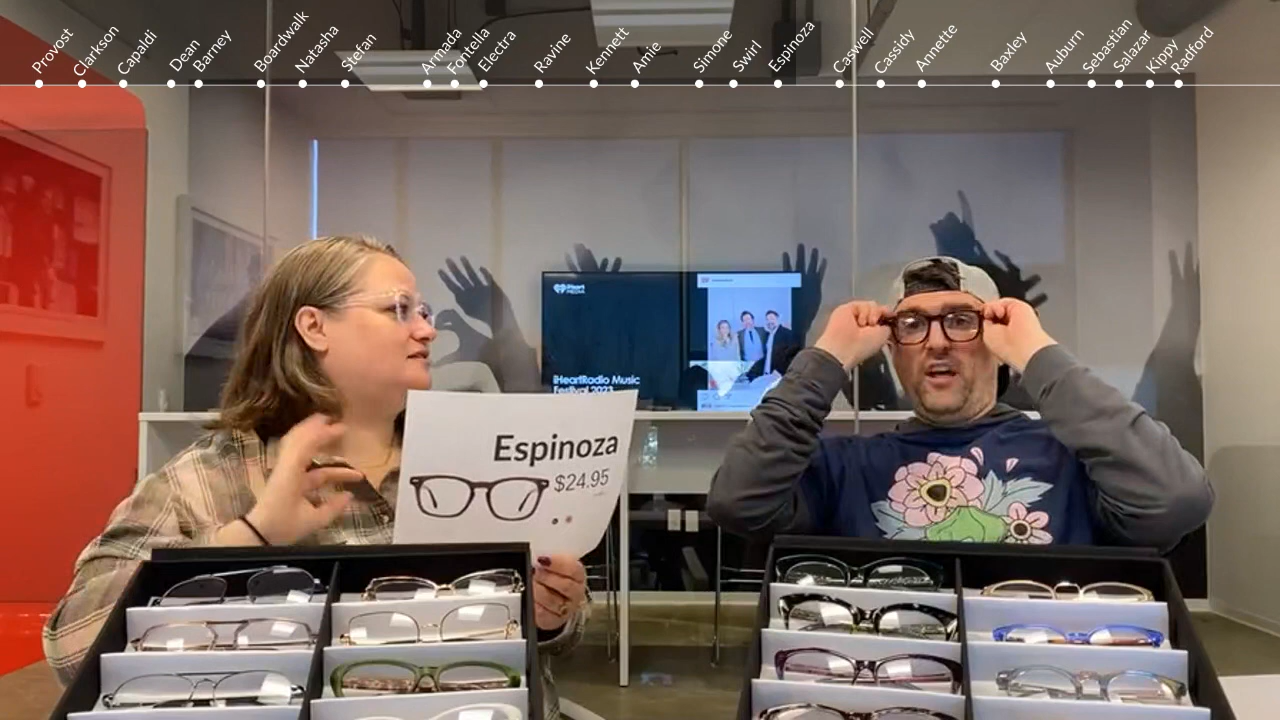 Provost Clarkson Capaldi Dean Barney Boardwalk Natasha Stefan Armada Fontella Electra Ravine Kennett Amie Simone Swirl Espinoza Caswell Cassidy Annette Baxley Auburn Sebastian Salazar Kippy Radford
iHeart
MEDIA
iHeartRadio Music
Festival 2023
Espinoza
$24.95